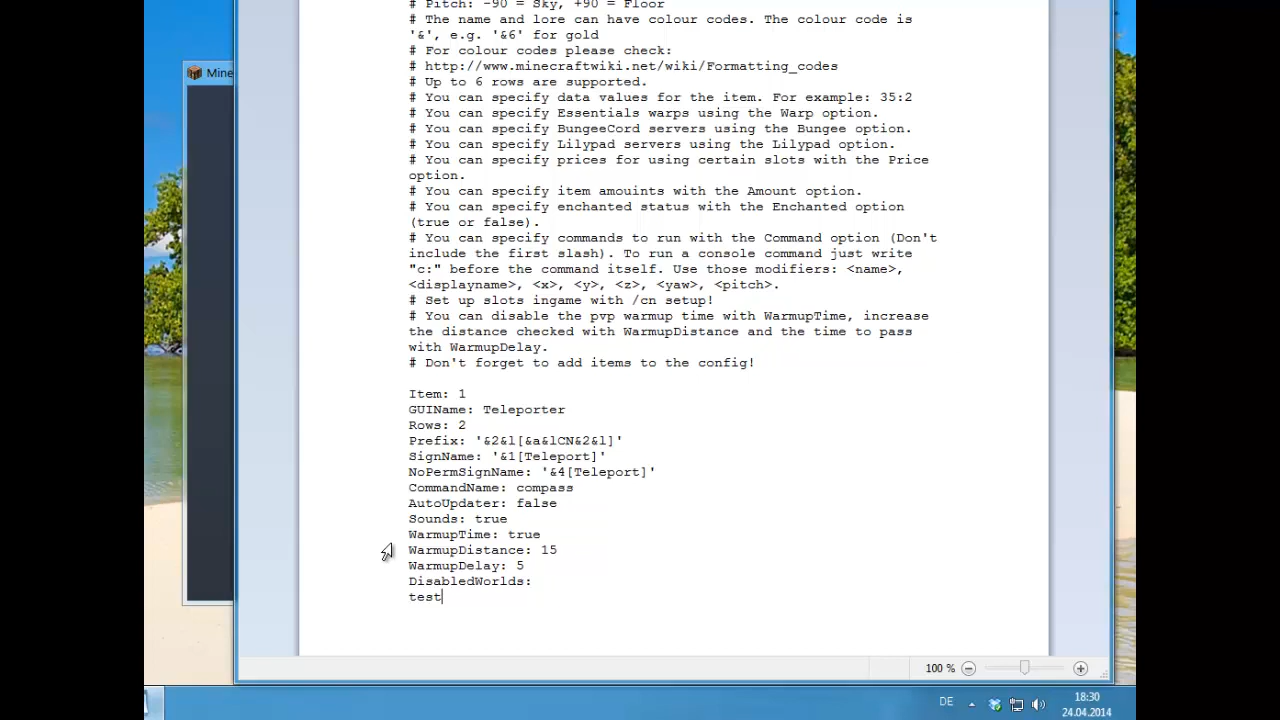 # Pitch: -90 = Sky, +90 = Floor
# The name and lore can have colour codes. The colour code is
'&', e.g. '&6' for gold
# For colour codes please check:
# http://www.minecraftwiki.net/wiki/Formatting_codes
# Up to 6 rows are supported.
# You can specify data values for the item. For example: 35:2
# You can specify Essentials warps using the Warp option.
# You can specify BungeeCord servers using the Bungee option.
# You can specify Lilypad servers using the Lilypad option.
# You can specify prices for using certain slots with the Price
option.
# You can specify item amouints with the Amount option.
# You can specify enchanted status with the Enchanted option
(true or false).
# You can specify commands to run with the Command option (Don't
include the first slash). To run a console command just write
"c:" before the command itself. Use those modifiers: <name>,
<displayname>, <x>, <y>, <z>, <yaw>, <pitch>.
# Set up slots ingame with /cn setup!
# You can disable the pvp warmup time with WarmupTime, increase
the distance checked with WarmupDistance and the time to pass
with WarmupDelay.
# Don't forget to add items to the config!
Item: 1
GUIName: Teleporter
Rows: 2
Prefix: '&2&l[&a&lCN&2&l]'
SignName: '&1[Teleport]'
NoPermSignName: '&4[Teleport]'
CommandName: compass
AutoUpdater: false
Sounds: true
WarmupTime: true
WarmupDistance: 15
WarmupDelay: 5
DisabledWorlds:
test
Mine
100 %
DE
18:30
24.04.2014